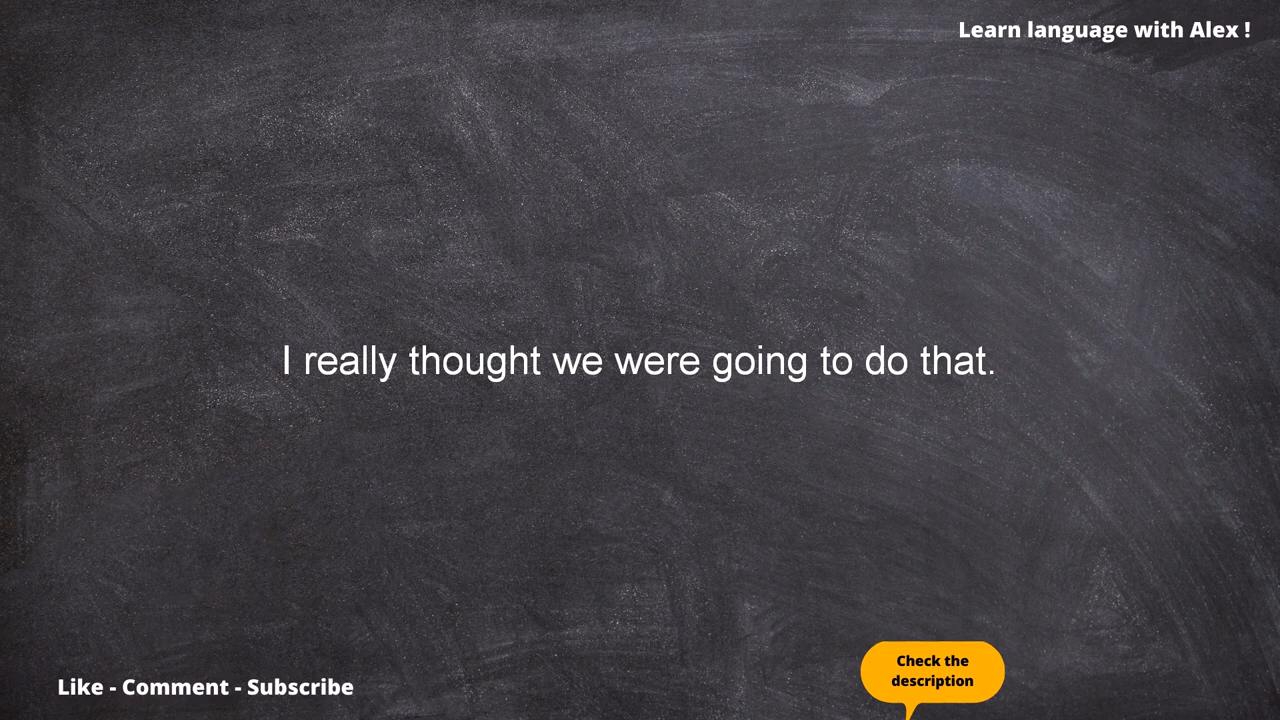 Learn language with Alex !
I really thought we were going to do that.
Check the
description
Like - Comment - Subscribe